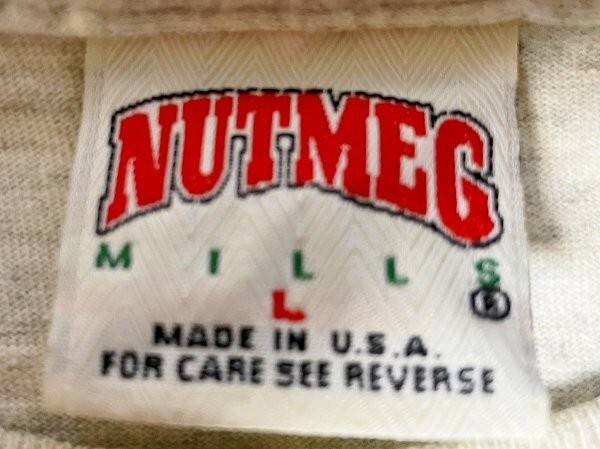 NUTMEG
MILLS
®
L
MADE IN U.S.A.
FOR CARE SEE REVERSE